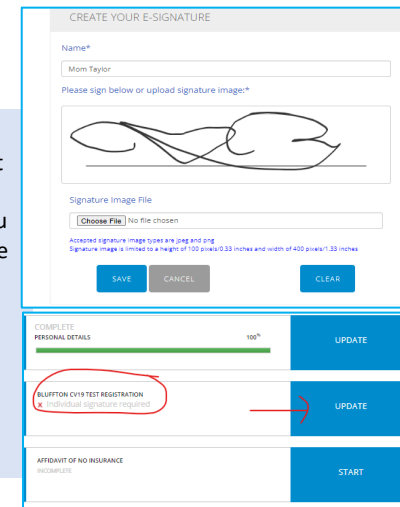 CREATE YOUR E-SIGNATURE
Name*
Mom Taylor
Please sign below or upload signature image:*
Signature Image File
Choose File No file chosen
Accepted signature image types are jpeg and png
Signature image is limited to a height of 100 pixels/0.33 inches and width of 400 pixels/1.33 inches
SAVE CANCEL CLEAR
t
u
e
COMPLETE
PERSONAL DETAILS 100%
UPDATE
BLUFFTON CV19 TEST REGISTRATION
x Individual signature required
UPDATE
AFFIDAVIT OF NO INSURANCE
INCOMPLETE
START